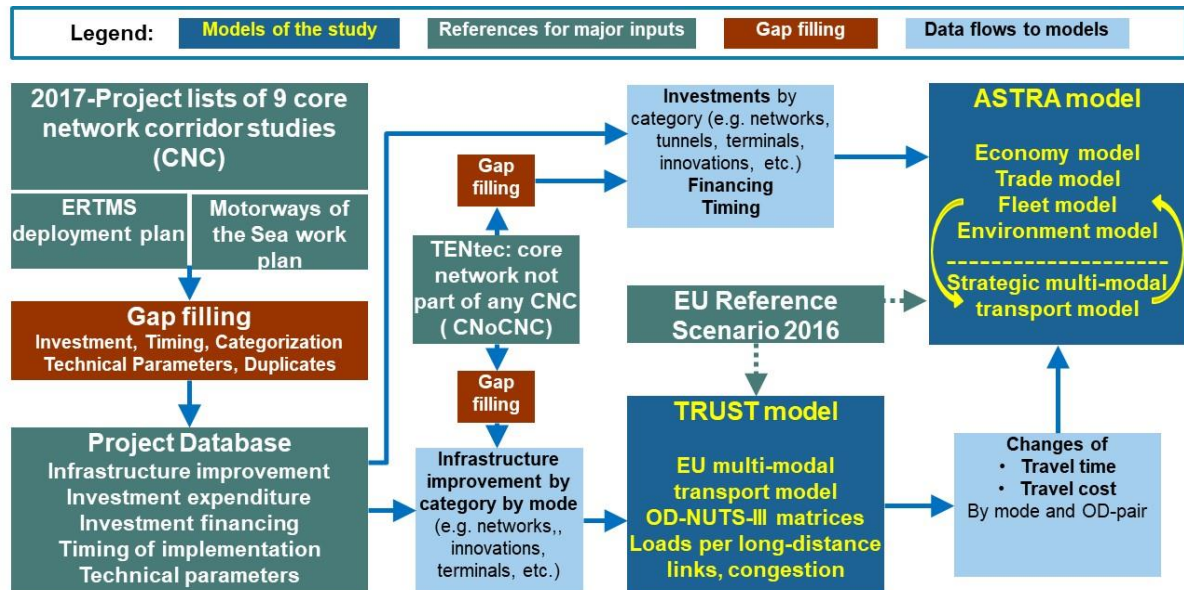 Legend:
Models of the study
References for major inputs
Gap filling
Data flows to models
2017-Project lists of 9 core
network corridor studies
(CNC)
ERTMS
deployment plan
Motorways of
the Sea work
plan
Gap filling
Investment, Timing, Categorization
Technical Parameters, Duplicates
Project Database
Infrastructure improvement
Investment expenditure
Investment financing
Timing of implementation
Technical parameters
Gap
filling
TENtec: core
network not
part of any CNC
( CNoCNC)
Gap
filling
Infrastructure
improvement by
category by mode
(e.g. networks,,
innovations,
terminals, etc.)
Investments by
category (e.g. networks,
tunnels, terminals,
innovations, etc.)
Financing
Timing
EU Reference
Scenario 2016
TRUST model
EU multi-modal
transport model
OD-NUTS-III matrices
Loads per long-distance
links, congestion
ASTRA model
Economy model
Trade model
Fleet model
Environment model
---------------------
Strategic multi-modal
transport model
Changes of
• Travel time
• Travel cost
By mode and OD-pair